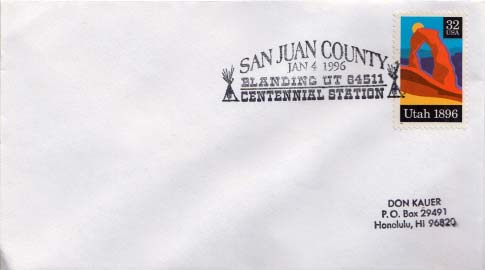 SAN JUAN COUNTY
JAN 4 1996
BLANDING UT 84511
CENTENNIAL STATION
32
USA
Utah 1896
DON KAUER
P.O. Box 29491
Honolulu, HI 96820